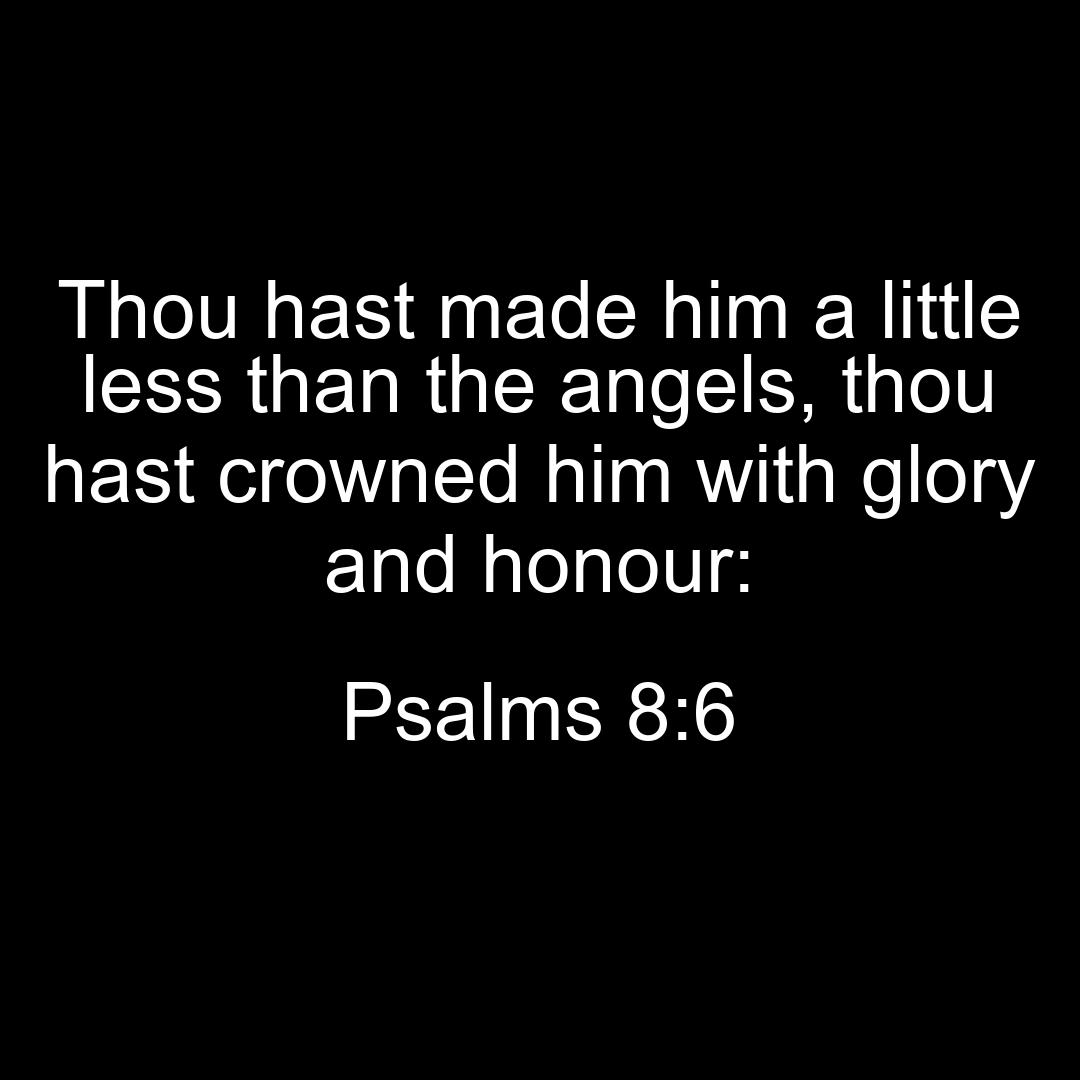 Thou hast made him a little
less than the angels, thou
hast crowned him with glory
and honour:
Psalms 8:6